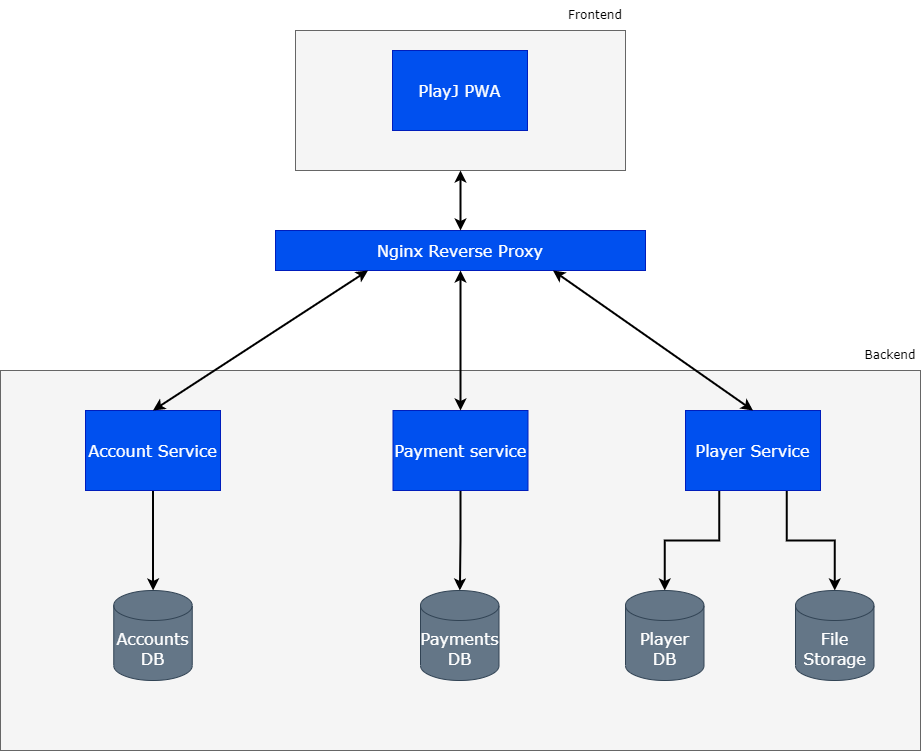 Frontend
PlayJ PWA
Nginx Reverse Proxy
Backend
Account Service
Payment service
Player Service
Accounts
DB
Payments
DB
Player
DB
File
Storage